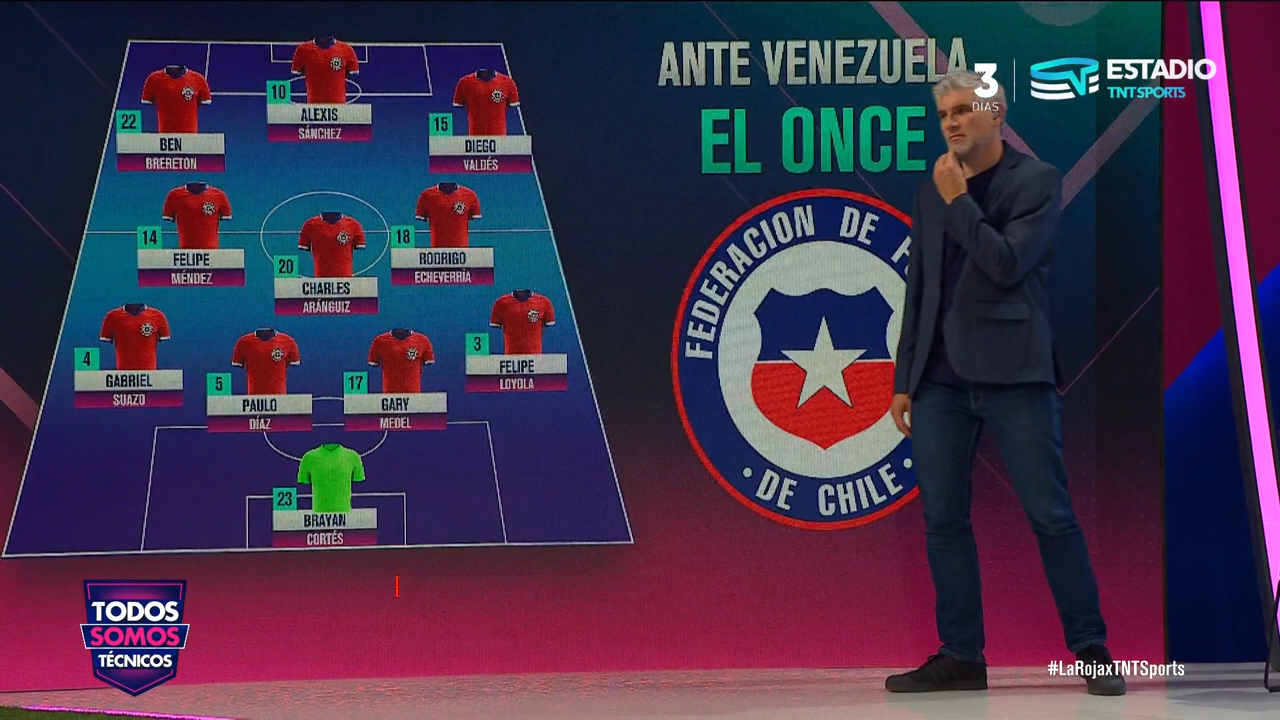 ANTE VENEZUELA
EL ONCE
3
DÍAS
ESTADIO
TNT SPORTS
10
ALEXIS
SÁNCHEZ
22
BEN
BRERETON
15
DIEGO
VALDÉS
14
FELIPE
MÉNDEZ
20
CHARLES
ARÁNGUIZ
18
RODRIGO
ECHEVERRÍA
4
GABRIEL
SUAZO
5
PAULO
DÍAZ
17
GARY
MEDEL
3
FELIPE
LOYOLA
23
BRAYAN
CORTÉS
FEDERACION DE
DE CHILE
TODOS
SOMOS
TÉCNICOS
#LaRojaxTNTSports